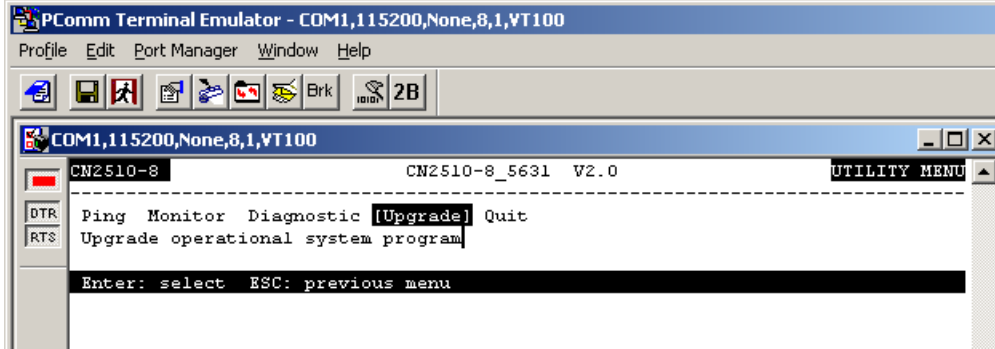 PComm Terminal Emulator - COM1,115200,None,8,1,VT100
Profile Edit Port Manager Window Help
Brk 2B
COM1,115200,None,8,1,VT100
CN2510-8 CN2510-8_5631 V2.0 UTILITY MENU
DTR Ping Monitor Diagnostic [Upgrade] Quit
RTS Upgrade operational system program
Enter: select ESC: previous menu